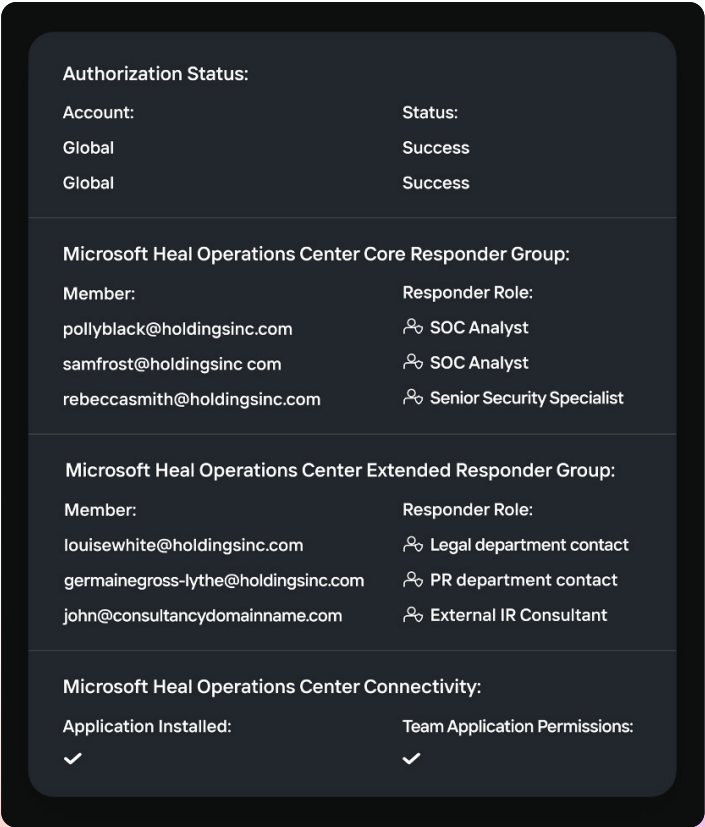 Authorization Status:
Account: Status:
Global Success
Global Success
Microsoft Heal Operations Center Core Responder Group:
Member: Responder Role:
pollyblack@holdingsinc.com SOC Analyst
samfrost@holdingsinc com SOC Analyst
rebeccasmith@holdingsinc.com Senior Security Specialist
Microsoft Heal Operations Center Extended Responder Group:
Member: Responder Role:
louisewhite@holdingsinc.com Legal department contact
germainegross-lythe@holdingsinc.com PR department contact
john@consultancydomainname.com External IR Consultant
Microsoft Heal Operations Center Connectivity:
Application Installed: Team Application Permissions: